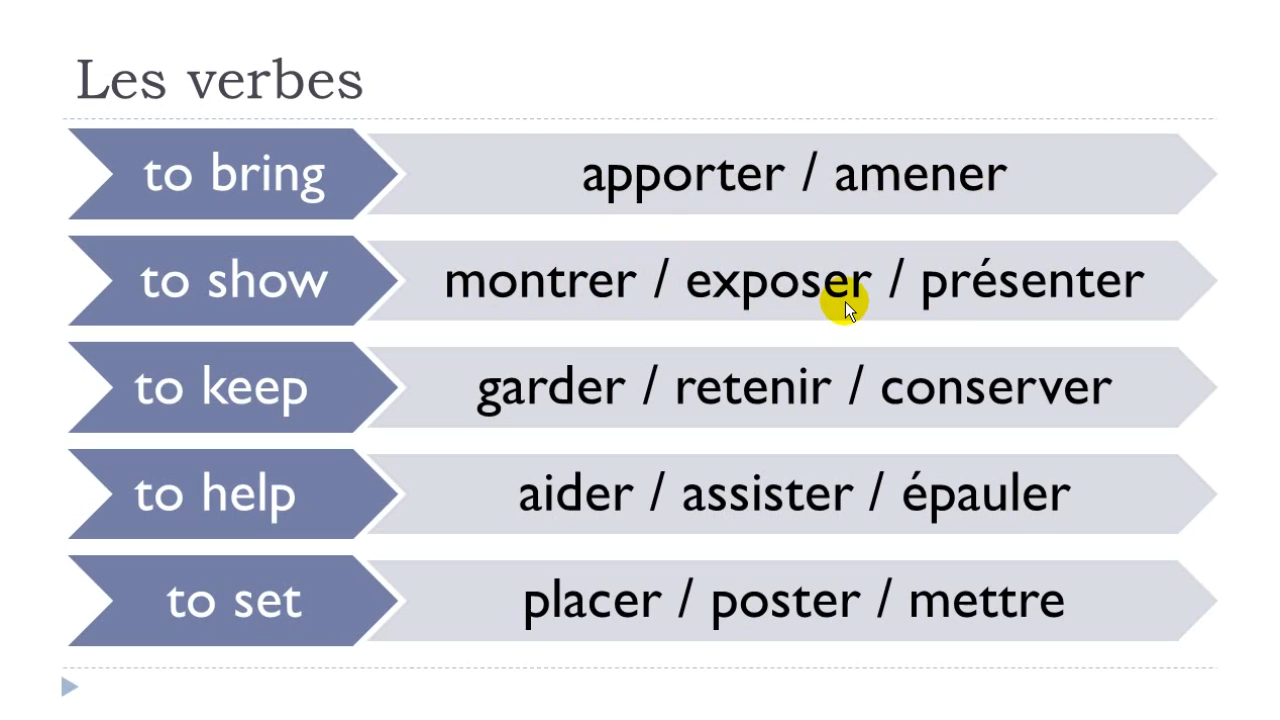 Les verbes
to bring apporter / amener
to show montrer / exposer / présenter
to keep garder / retenir / conserver
to help aider / assister / épauler
to set placer / poster / mettre